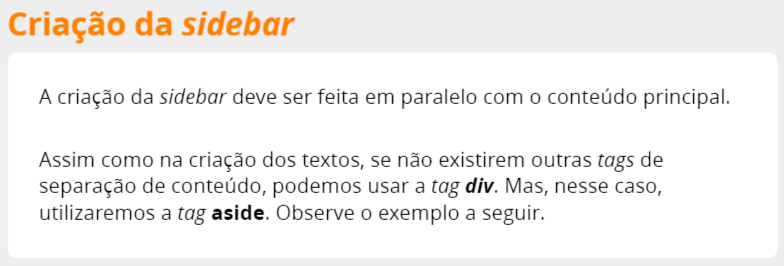 Criação da sidebar
A criação da sidebar deve ser feita em paralelo com o conteúdo principal.
Assim como na criação dos textos, se não existirem outras tags de
separação de conteúdo, podemos usar a tag div. Mas, nesse caso,
utilizaremos a tag aside. Observe o exemplo a seguir.